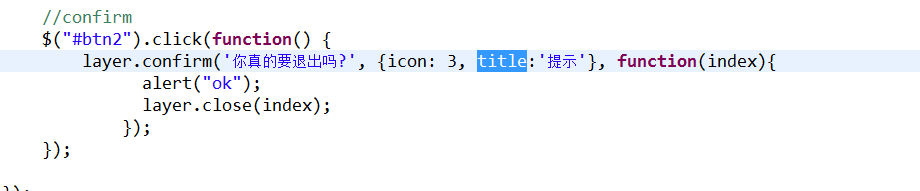 //confirm
$("#btn2").click(function() {
layer.confirm('你真的要退出吗?', {icon: 3, title:'提示'}, function(index){
alert("ok");
layer.close(index);
});
});
});